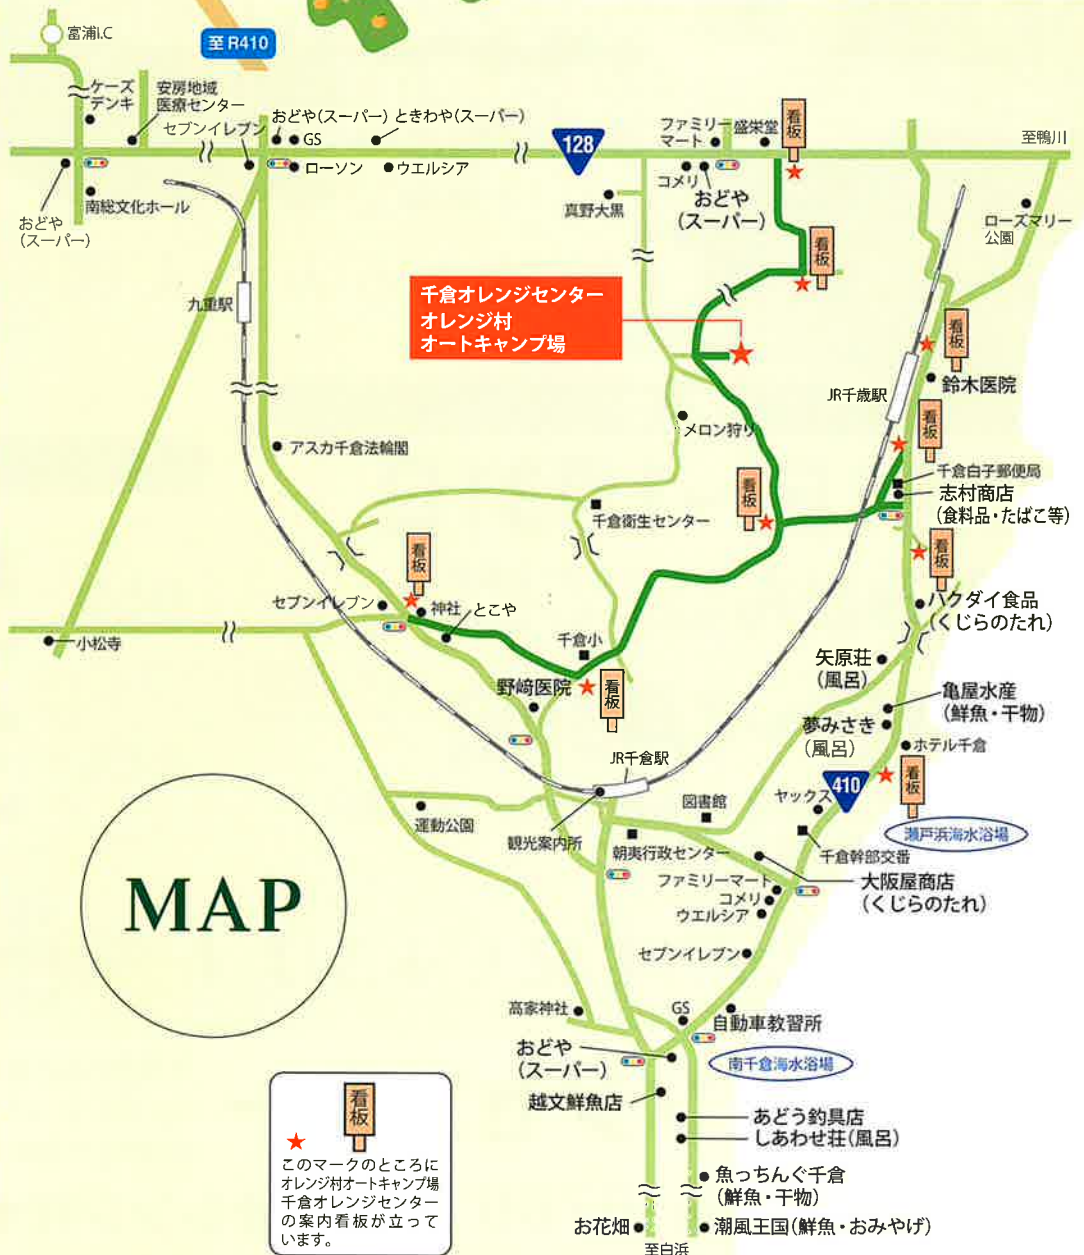 富浦I.C
至 R410
ケーズ
デンキ
安房地域
医療センター
セブンイレブン
おどや(スーパー)
ときわや(スーパー)
GS
ローソン
ウエルシア
128
ファミリー
マート
盛栄堂
看板
至鴨川
おどや
(スーパー)
南総文化ホール
真野大黒
コメリ
おどや
(スーパー)
ローズマリー
公園
看板
九重駅
千倉オレンジセンター
オレンジ村
オートキャンプ場
看板
JR千歳駅
鈴木医院
看板
メロン狩り
アスカ千倉法輪閣
千倉白子郵便局
志村商店
(食料品・たばこ等)
看板
千倉衛生センター
看板
看板
セブンイレブン
神社
とこや
ハクダイ食品
(くじらのたれ)
小松寺
千倉小
矢原荘
(風呂)
野﨑医院
看板
亀屋水産
(鮮魚・干物)
夢みさき
(風呂)
ホテル千倉
JR千倉駅
410
看板
ヤックス
図書館
運動公園
観光案内所
朝夷行政センター
千倉幹部交番
瀬戸浜海水浴場
ファミリーマート
コメリ
ウエルシア
大阪屋商店
(くじらのたれ)
MAP
セブンイレブン
高家神社
GS
自動車教習所
おどや
(スーパー)
南千倉海水浴場
越文鮮魚店
あどう釣具店
しあわせ荘(風呂)
看板
このマークのところに
オレンジ村オートキャンプ場
千倉オレンジセンター
の案内看板が立って
います。
魚っちんぐ千倉
(鮮魚・干物)
お花畑
潮風王国(鮮魚・おみやげ)
至白浜